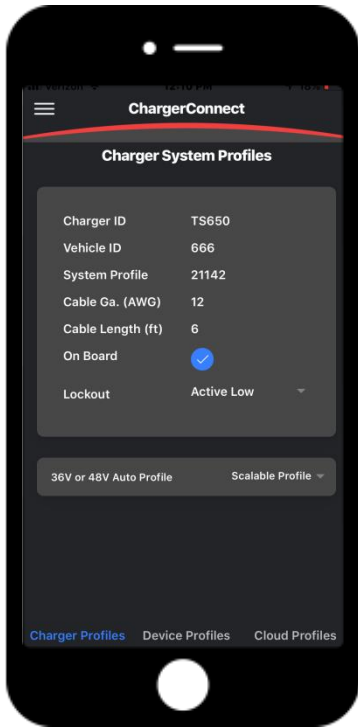 ChargerConnect
Charger System Profiles
Charger ID TS650
Vehicle ID 666
System Profile 21142
Cable Ga. (AWG) 12
Cable Length (ft) 6
On Board
Lockout Active Low
36V or 48V Auto Profile Scalable Profile
Charger Profiles Device Profiles Cloud Profiles